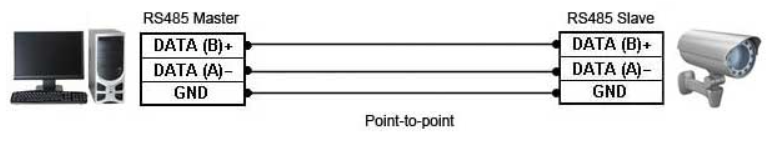 RS485 Master
RS485 Slave
DATA (B)+
DATA (B)+
DATA (A)–
DATA (A)–
GND
GND
Point-to-point